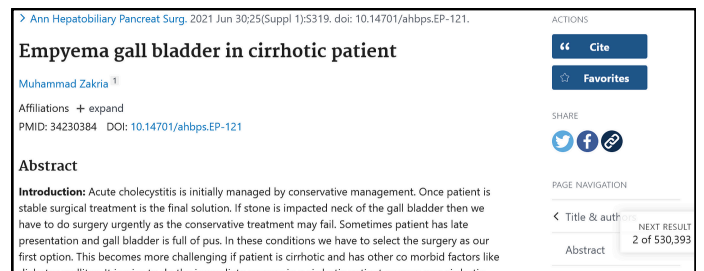 > Ann Hepatobiliary Pancreat Surg. 2021 Jun 30;25(Suppl 1):S319. doi: 10.14701/ahbps.EP-121.
Empyema gall bladder in cirrhotic patient
Muhammad Zakria 1
Affiliations + expand
PMID: 34230384 DOI: 10.14701/ahbps.EP-121
Abstract
Introduction: Acute cholecystitis is initially managed by conservative management. Once patient is
stable surgical treatment is the final solution. If stone is impacted neck of the gall bladder then we
have to do surgery urgently as the conservative treatment may fail. Sometimes patient has late
presentation and gall bladder is full of pus. In these conditions we have to select the surgery as our
first option. This becomes more challenging if patient is cirrhotic and has other co morbid factors like
ACTIONS
Cite
Favorites
SHARE
PAGE NAVIGATION
Title & authors
NEXT RESULT
2 of 530,393
Abstract